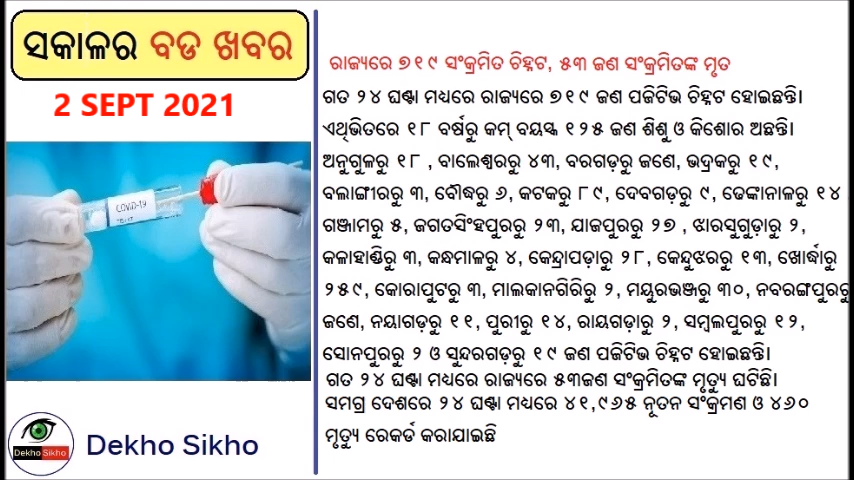 ସକାଳର ବଡ ଖବର
2 SEPT 2021
COVID-19
Dekho Sikho
Dekho Sikho
ରାଜ୍ୟରେ ୭୧୯ ସଂକ୍ରମିତ ଚିହ୍ନଟ, ୫୩ ଜଣ ସଂକ୍ରମିତଙ୍କ ମୃତ
ଗତ ୨୪ ଘଣ୍ଟା ମଧ୍ୟରେ ରାଜ୍ୟରେ ୭୧୯ ଜଣ ପଜିଟିଭ ଚିହ୍ନଟ ହୋଇଛନ୍ତି।
ଏଥିଭିତରେ ୧୮ ବର୍ଷରୁ କମ୍ ବୟସ୍କ ୧୨୫ ଜଣ ଶିଶୁ ଓ କିଶୋର ଅଛନ୍ତି।
ଅନୁଗୁଳରୁ ୧୮ , ବାଲେଶ୍ଵରରୁ ୪୩, ବରଗଡ଼ରୁ ଜଣେ, ଭଦ୍ରକରୁ ୧୯,
ବଲାଙ୍ଗୀରରୁ ୩, ବୌଦ୍ଧରୁ ୬, କଟକରୁ ୮୯, ଦେବଗଡ଼ରୁ ୯, ଢେଙ୍କାନାଳରୁ ୧୪
ଗଞ୍ଜାମରୁ ୫, ଜଗତସିଂହପୁରରୁ ୨୩, ଯାଜପୁରରୁ ୨୭ , ଝାରସୁଗୁଡ଼ାରୁ ୨,
କଳାହାଣ୍ଡିରୁ ୩, କନ୍ଧମାଳରୁ ୪, କେନ୍ଦ୍ରାପଡ଼ାରୁ ୨୮, କେନ୍ଦୁଝରରୁ ୧୩, ଖୋର୍ଦ୍ଧାରୁ
୨୫୯, କୋରାପୁଟରୁ ୩, ମାଲକାନଗିରିରୁ ୨, ମୟୁରଭଞ୍ଜରୁ ୩୦, ନବରଙ୍ଗପୁରରୁ
ଜଣେ, ନୟାଗଡ଼ରୁ ୧୧, ପୁରୀରୁ ୧୪, ରାୟଗଡ଼ାରୁ ୨, ସମ୍ବଲପୁରରୁ ୧୨,
ସୋନପୁରରୁ ୨ ଓ ସୁନ୍ଦରଗଡ଼ରୁ ୧୯ ଜଣ ପଜିଟିଭ ଚିହ୍ନଟ ହୋଇଛନ୍ତି।
ଗତ ୨୪ ଘଣ୍ଟା ମଧ୍ୟରେ ରାଜ୍ୟରେ ୫୩ଜଣ ସଂକ୍ରମିତଙ୍କ ମୃତ୍ୟୁ ଘଟିଛି।
ସମଗ୍ର ଦେଶରେ ୨୪ ଘଣ୍ଟା ମଧ୍ୟରେ ୪୧,୯୬୫ ନୂତନ ସଂକ୍ରମଣ ଓ ୪୬୦
ମୃତ୍ୟୁ ରେକର୍ଡ କରାଯାଇଛି